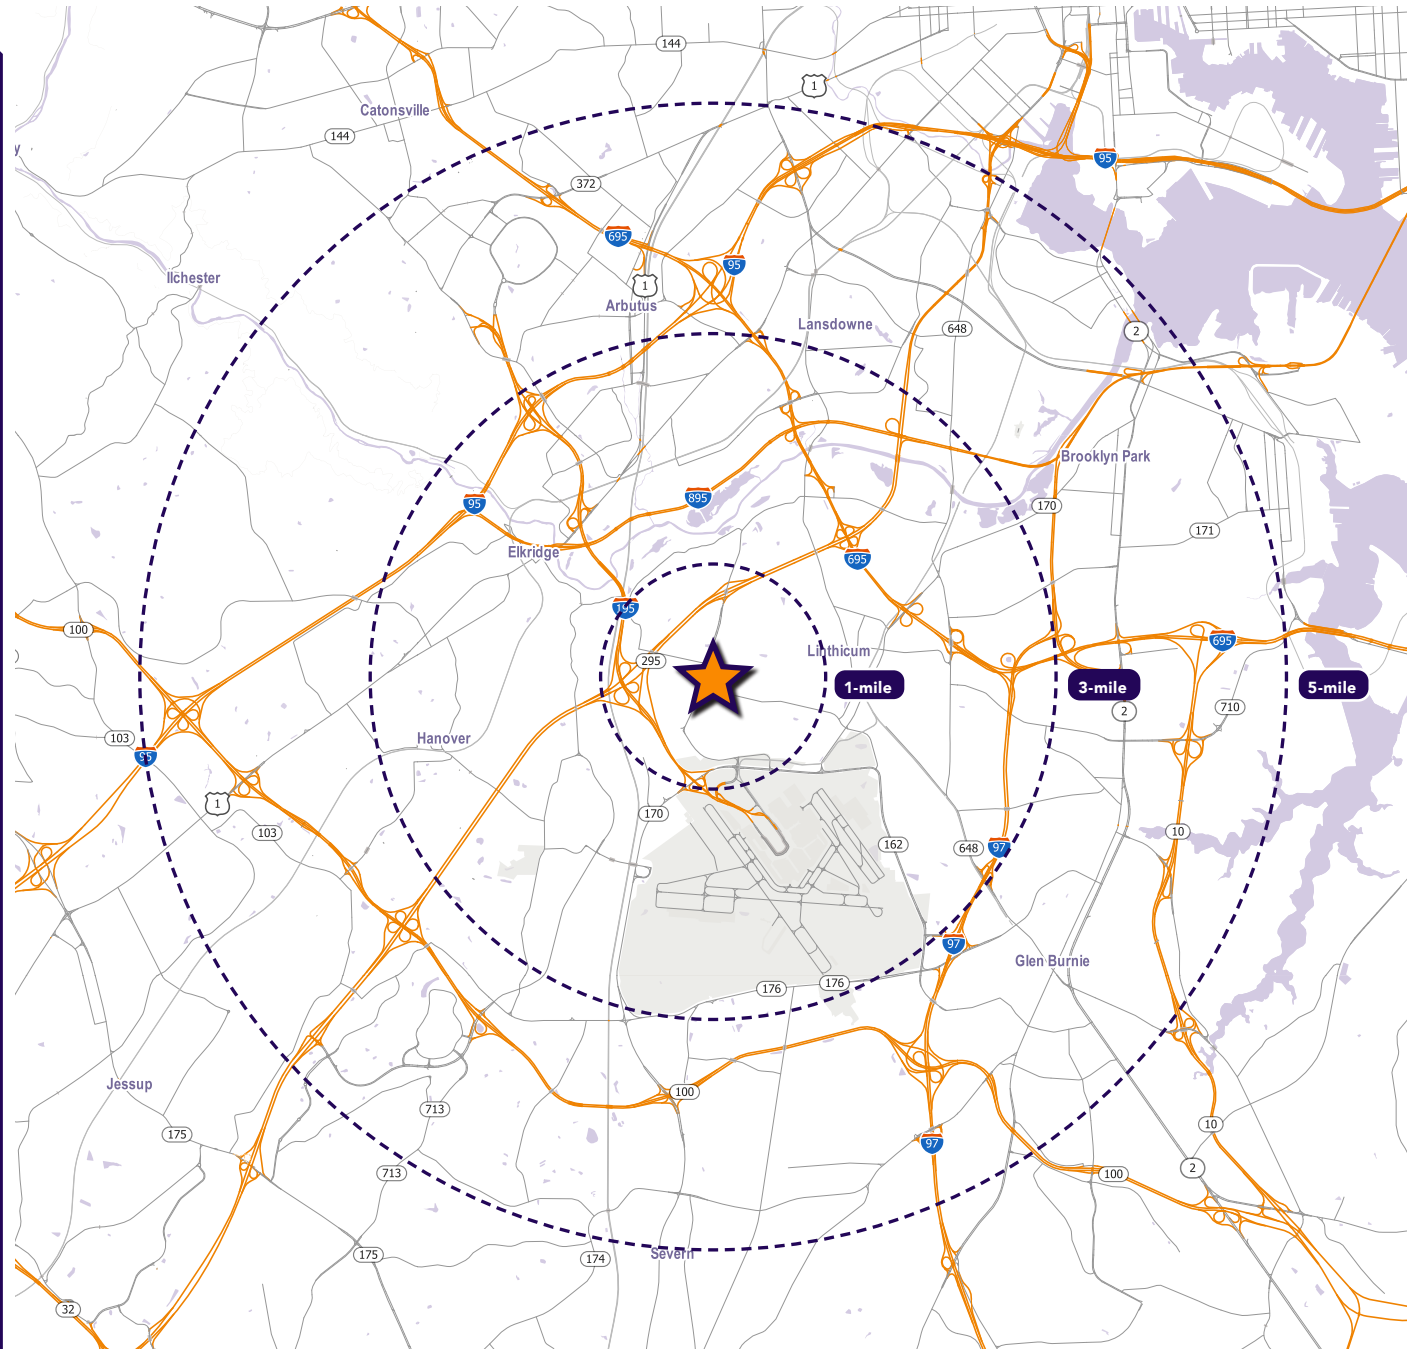 144
1
Catonsville
144
95
y
372
695
95
Ilchester
1
Arbutus
Lansdowne
648
2
Brooklyn Park
895
95
170
171
Elkridge
695
195
100
695
295
Linthicum
1-mile
3-mile
5-mile
710
2
103
Hanover
95
1
170
10
103
162
648
97
97
Glen Burnie
176
176
Jessup
100
713
10
175
97
2
713
100
Severn
175
174
32